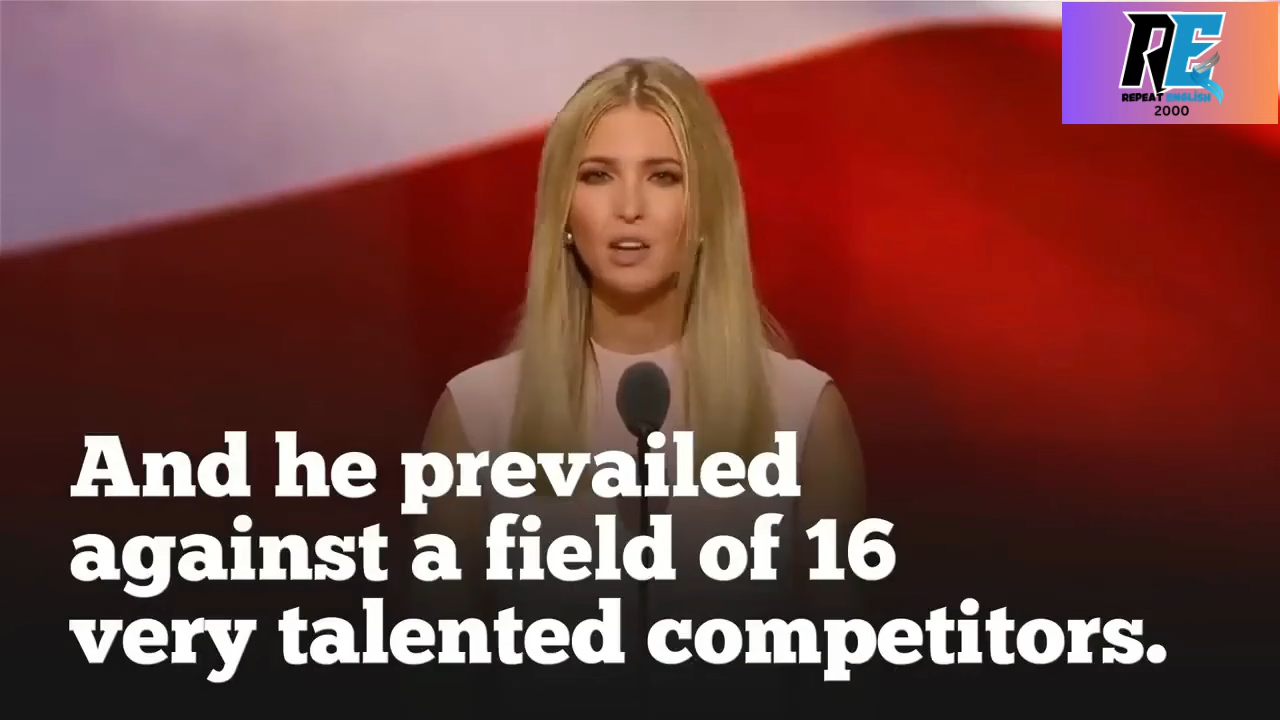 RE
REPEAT ENGLISH
2000
And he prevailed
against a field of 16
very talented competitors.